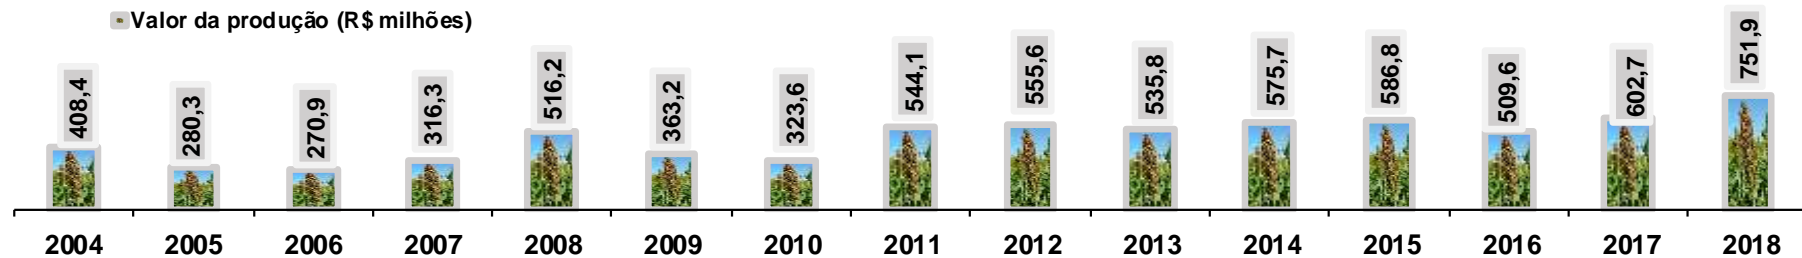 Valor da produção (R$ milhões)
408,4 280,3 270,9 316,3 516,2 363,2 323,6 544,1 555,6 535,8 575,7 586,8 509,6 602,7 751,9
2004 2005 2006 2007 2008 2009 2010 2011 2012 2013 2014 2015 2016 2017 2018